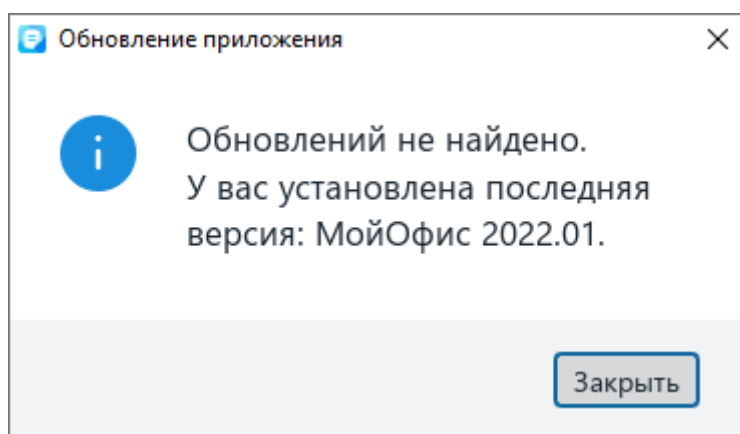 Обновление приложения
Обновлений не найдено.
У вас установлена последняя
версия: МойОфис 2022.01.
Закрыть